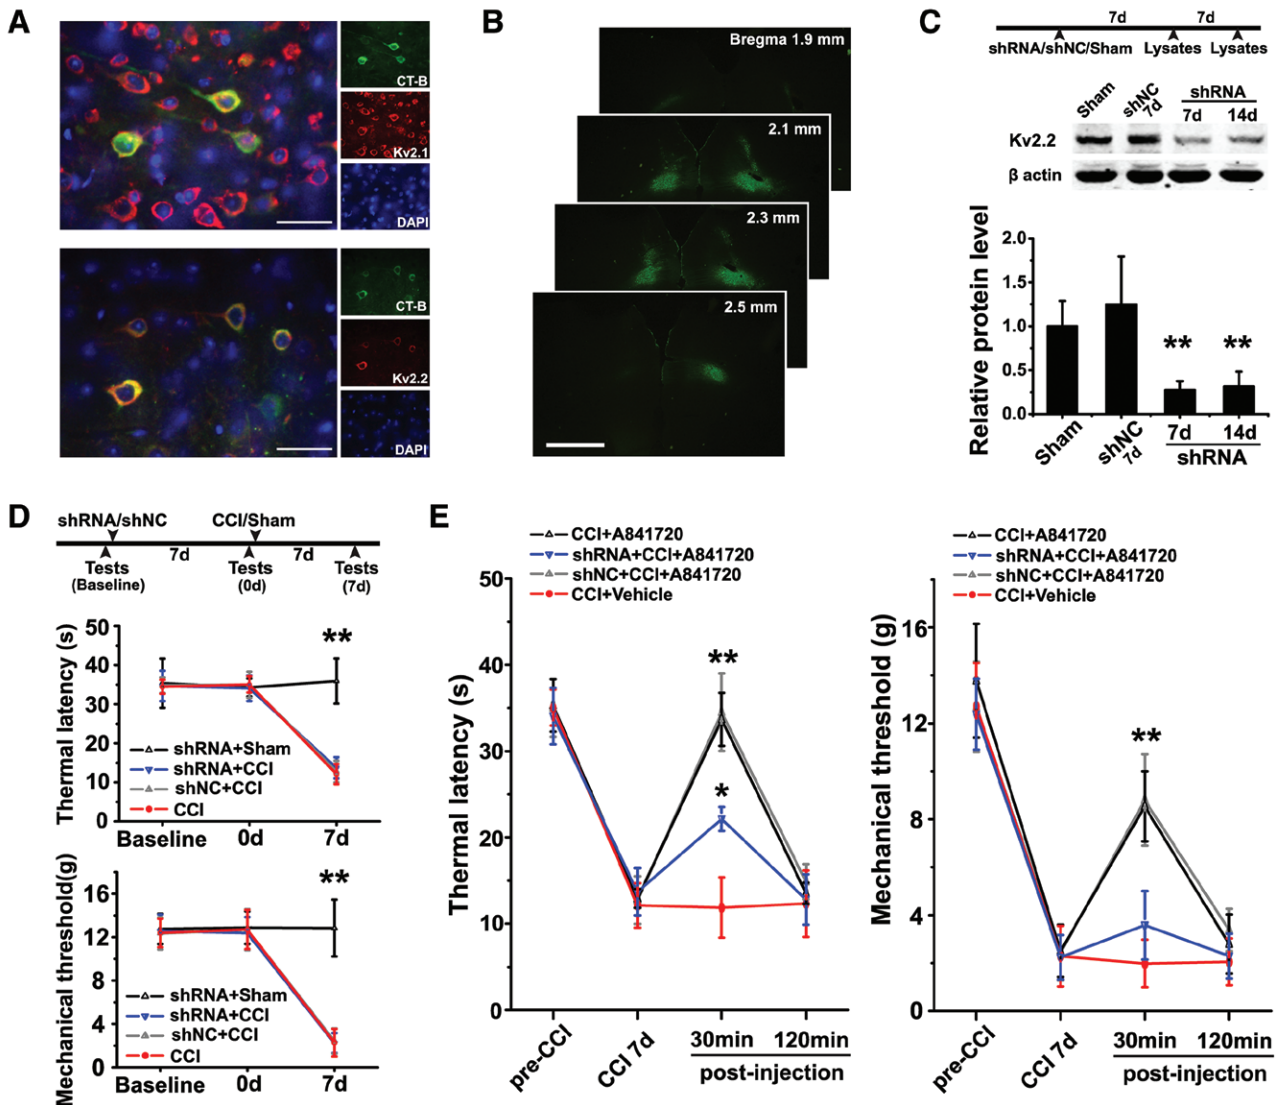 A
CT-B
Kv2.1
DAPI
CT-B
Kv2.2
DAPI
B
Bregma 1.9 mm
2.1 mm
2.3 mm
2.5 mm
C
7d 7d
shRNA/shNC/Sham Lysates Lysates
Sham
shNC
7d
shRNA
7d 14d
Kv2.2
β actin
Relative protein level
2.0
1.5
1.0
0.5
0.0
** **
Sham
shNC
7d
7d 14d
shRNA
D
shRNA/shNC CCI/Sham
7d 7d
Tests Tests Tests
(Baseline) (0d) (7d)
Thermal latency (s)
50
40
30
20
10
0
**
shRNA+Sham
shRNA+CCI
shNC+CCI
CCI
Baseline 0d 7d
Mechanical threshold(g)
16
12
8
4
0
**
shRNA+Sham
shRNA+CCI
shNC+CCI
CCI
Baseline 0d 7d
E
CCI+A841720
shRNA+CCI+A841720
shNC+CCI+A841720
CCI+Vehicle
Thermal latency (s)
50
40
30
20
10
0
**
*
pre-CCI
CCI 7d
30min 120min
post-injection
CCI+A841720
shRNA+CCI+A841720
shNC+CCI+A841720
CCI+Vehicle
Mechanical threshold (g)
16
12
8
4
0
**
pre-CCI
CCI 7d
30min 120min
post-injection